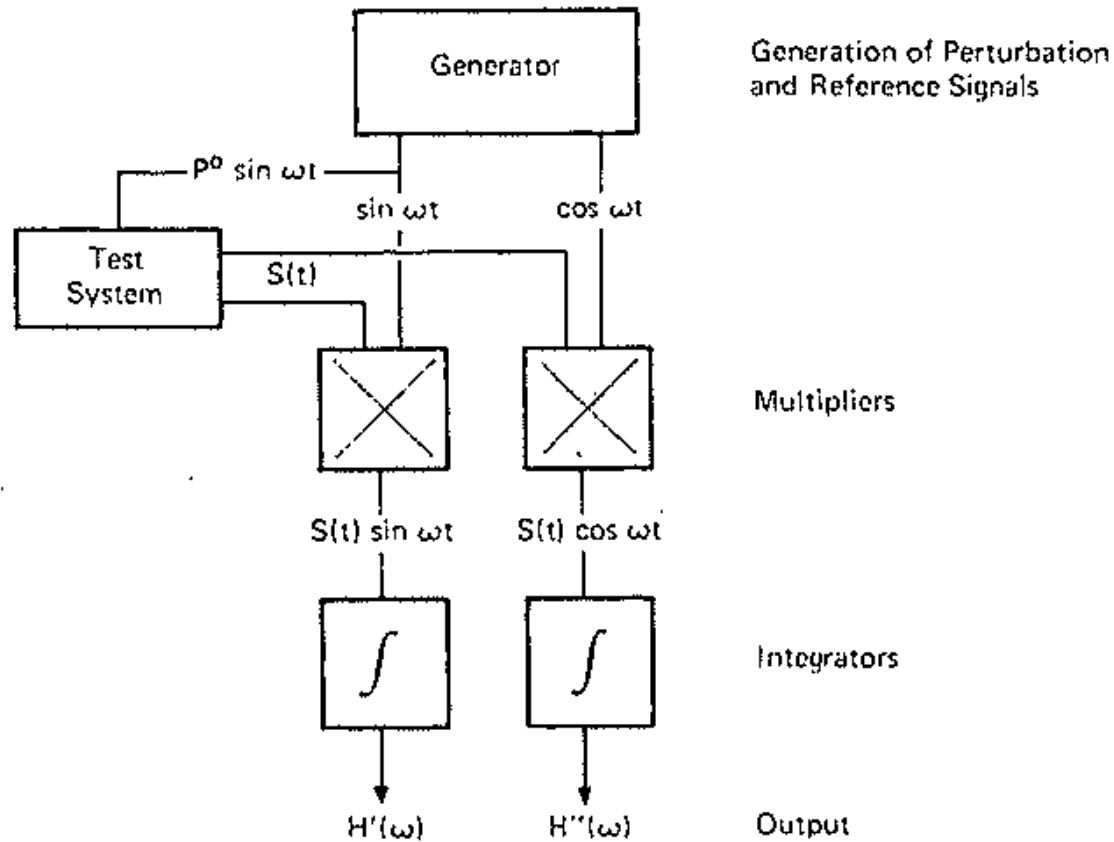 Generator
Generation of Perturbation
and Reference Signals
P° sin ωt
sin ωt
cos ωt
Test
System
S(t)
Multipliers
S(t) sin ωt
S(t) cos ωt
∫
∫
Integrators
H'(ω)
H''(ω)
Output